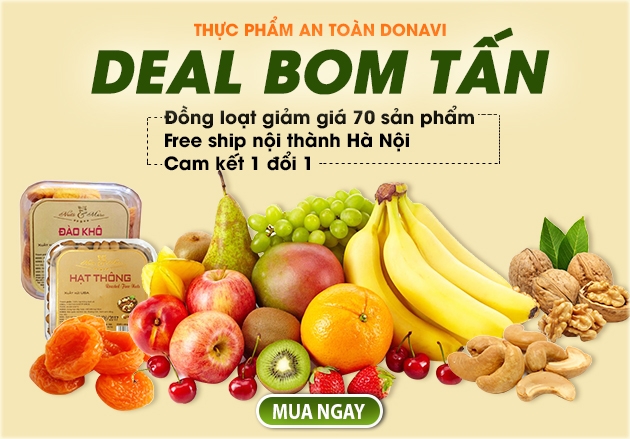 THỰC PHẨM AN TOÀN DONAVI
DEAL BOM TẤN
Đồng loạt giảm giá 70 sản phẩm
Free ship nội thành Hà Nội
Cam kết 1 đổi 1
ĐÀO KHÔ
HẠT THÔNG
MUA NGAY